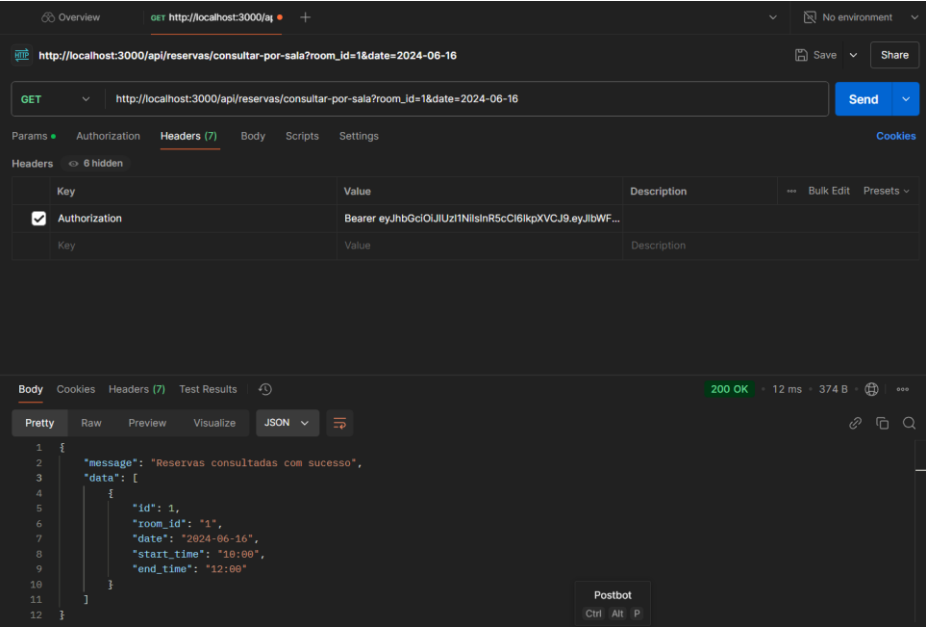 Overview GET http://localhost:3000/ap No environment
HTTP http://localhost:3000/api/reservas/consultar-por-sala?room_id=1&date=2024-06-16 Save Share
GET http://localhost:3000/api/reservas/consultar-por-sala?room_id=1&date=2024-06-16 Send
Params Authorization Headers (7) Body Scripts Settings Cookies
Headers 6 hidden
Key Value Description Bulk Edit Presets
Authorization Bearer eyJhbGciOiJIUzI1NiIsInR5cCI6IkpXVCJ9.eyJlbWF...
Key Value Description
Body Cookies Headers (7) Test Results 200 OK 12 ms 374 B
Pretty Raw Preview Visualize JSON
1 {
2 "message": "Reservas consultadas com sucesso",
3 "data": [
4 {
5 "id": 1,
6 "room_id": "1",
7 "date": "2024-06-16",
8 "start_time": "10:00",
9 "end_time": "12:00"
10 }
11 ]
12 }
Postbot
Ctrl Alt P